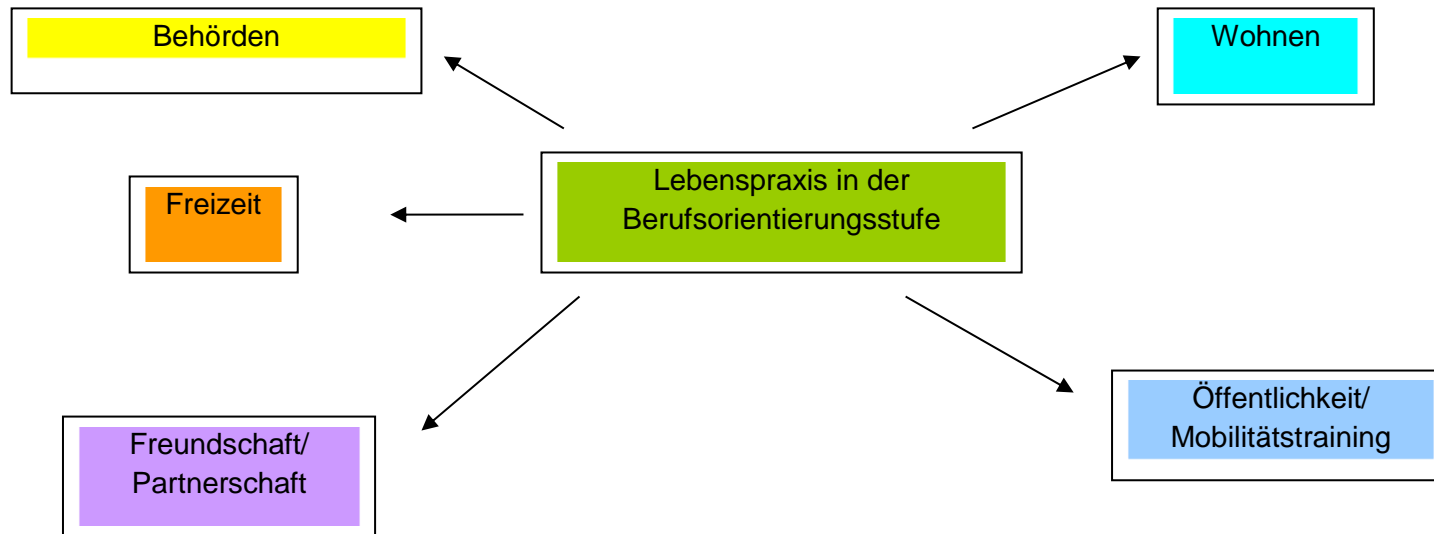 Behörden
Wohnen
Lebenspraxis in der
Berufsorientierungsstufe
Freizeit
Öffentlichkeit/
Mobilitätstraining
Freundschaft/
Partnerschaft